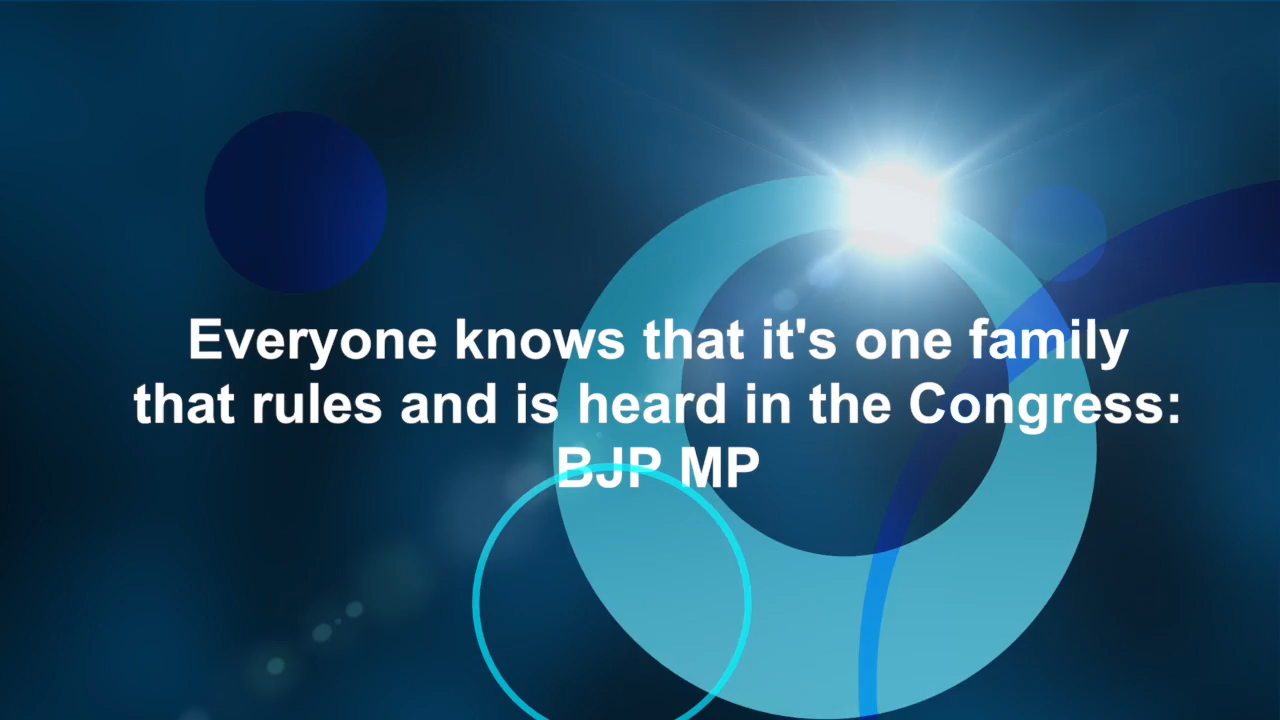 Everyone knows that it's one family
that rules and is heard in the Congress:
BJP MP